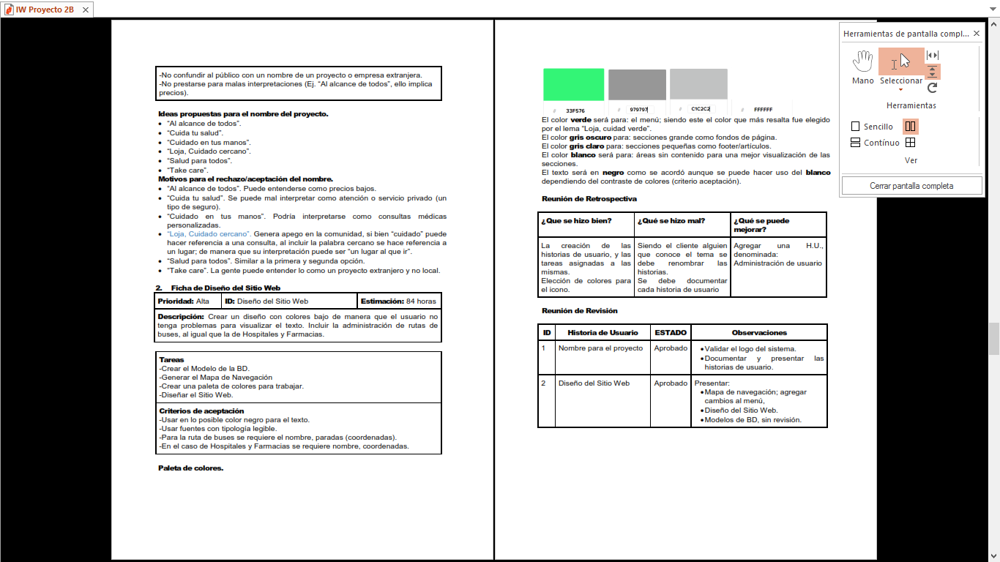 IW Proyecto 2B
-No confundir al público con un nombre de un proyecto o empresa extranjera.
-No prestarse para malas interpretaciones (Ej. “Al alcance de todos”, ello implica
precios).
Ideas propuestas para el nombre del proyecto.
• “Al alcance de todos”.
• “Cuida tu salud”.
• “Cuidado en tus manos”.
• “Loja, Cuidado cercano”.
• “Salud para todos”.
• “Take care”.
Motivos para el rechazo/aceptación del nombre.
• “Al alcance de todos”. Puede entenderse como precios bajos.
• “Cuida tu salud”. Se puede mal interpretar como atención o servicio privado (un
tipo de seguro).
• “Cuidado en tus manos”. Podría interpretarse como consultas médicas
personalizadas.
• “Loja, Cuidado cercano”. Genera apego en la comunidad, si bien “cuidado” puede
hacer referencia a una consulta, al incluir la palabra cercano se hace referencia a
un lugar; de manera que su interpretación puede ser “un lugar al que ir”.
• “Salud para todos”. Similar a la primera y segunda opción.
• “Take care”. La gente puede entender lo como un proyecto extranjero y no local.
2. Ficha de Diseño del Sitio Web
Prioridad: Alta ID: Diseño del Sitio Web Estimación: 84 horas
Descripción: Crear un diseño con colores bajo de manera que el usuario no
tenga problemas para visualizar el texto. Incluir la administración de rutas de
buses, al igual que la de Hospitales y Farmacias.
Tareas
-Crear el Modelo de la BD.
-Generar el Mapa de Navegación
-Crear una paleta de colores para trabajar.
-Diseñar el Sitio Web.
Criterios de aceptación
-Usar en lo posible color negro para el texto.
-Usar fuentes con tipología legible.
-Para la ruta de buses se requiere el nombre, paradas (coordenadas).
-En el caso de Hospitales y Farmacias se requiere nombre, coordenadas.
Paleta de colores.
# 33F576 # 979797 # C1C2C2 # FFFFFF
El color verde será para: el menú; siendo este el color que más resalta fue elegido
por el lema “Loja, cuidad verde”.
El color gris oscuro para: secciones grande como fondos de página.
El color gris claro para: secciones pequeñas como footer/artículos.
El color blanco será para: áreas sin contenido para una mejor visualización de las
secciones.
El texto será en negro como se acordó aunque se puede hacer uso del blanco
dependiendo del contraste de colores (criterio aceptación).
Reunión de Retrospectiva
¿Que se hizo bien? ¿Qué se hizo mal? ¿Qué se puede
mejorar?
La creación de las
historias de usuario, y las
tareas asignadas a las
mismas.
Elección de colores para
el icono.
Siendo el cliente alguien
que conoce el tema se
debe renombrar las
historias.
Se debe documentar
cada historia de usuario
Agregar una H.U.,
denominada:
Administración de usuario
Reunión de Revisión
ID Historia de Usuario ESTADO Observaciones
1 Nombre para el proyecto Aprobado • Validar el logo del sistema.
• Documentar y presentar las
historias de usuario.
2 Diseño del Sitio Web Aprobado Presentar:
• Mapa de navegación; agregar
cambios al menú,
• Diseño del Sitio Web.
• Modelos de BD, sin revisión.
Herramientas de pantalla compl...
Mano Seleccionar
Herramientas
Sencillo
Contínuo
Ver
Cerrar pantalla completa